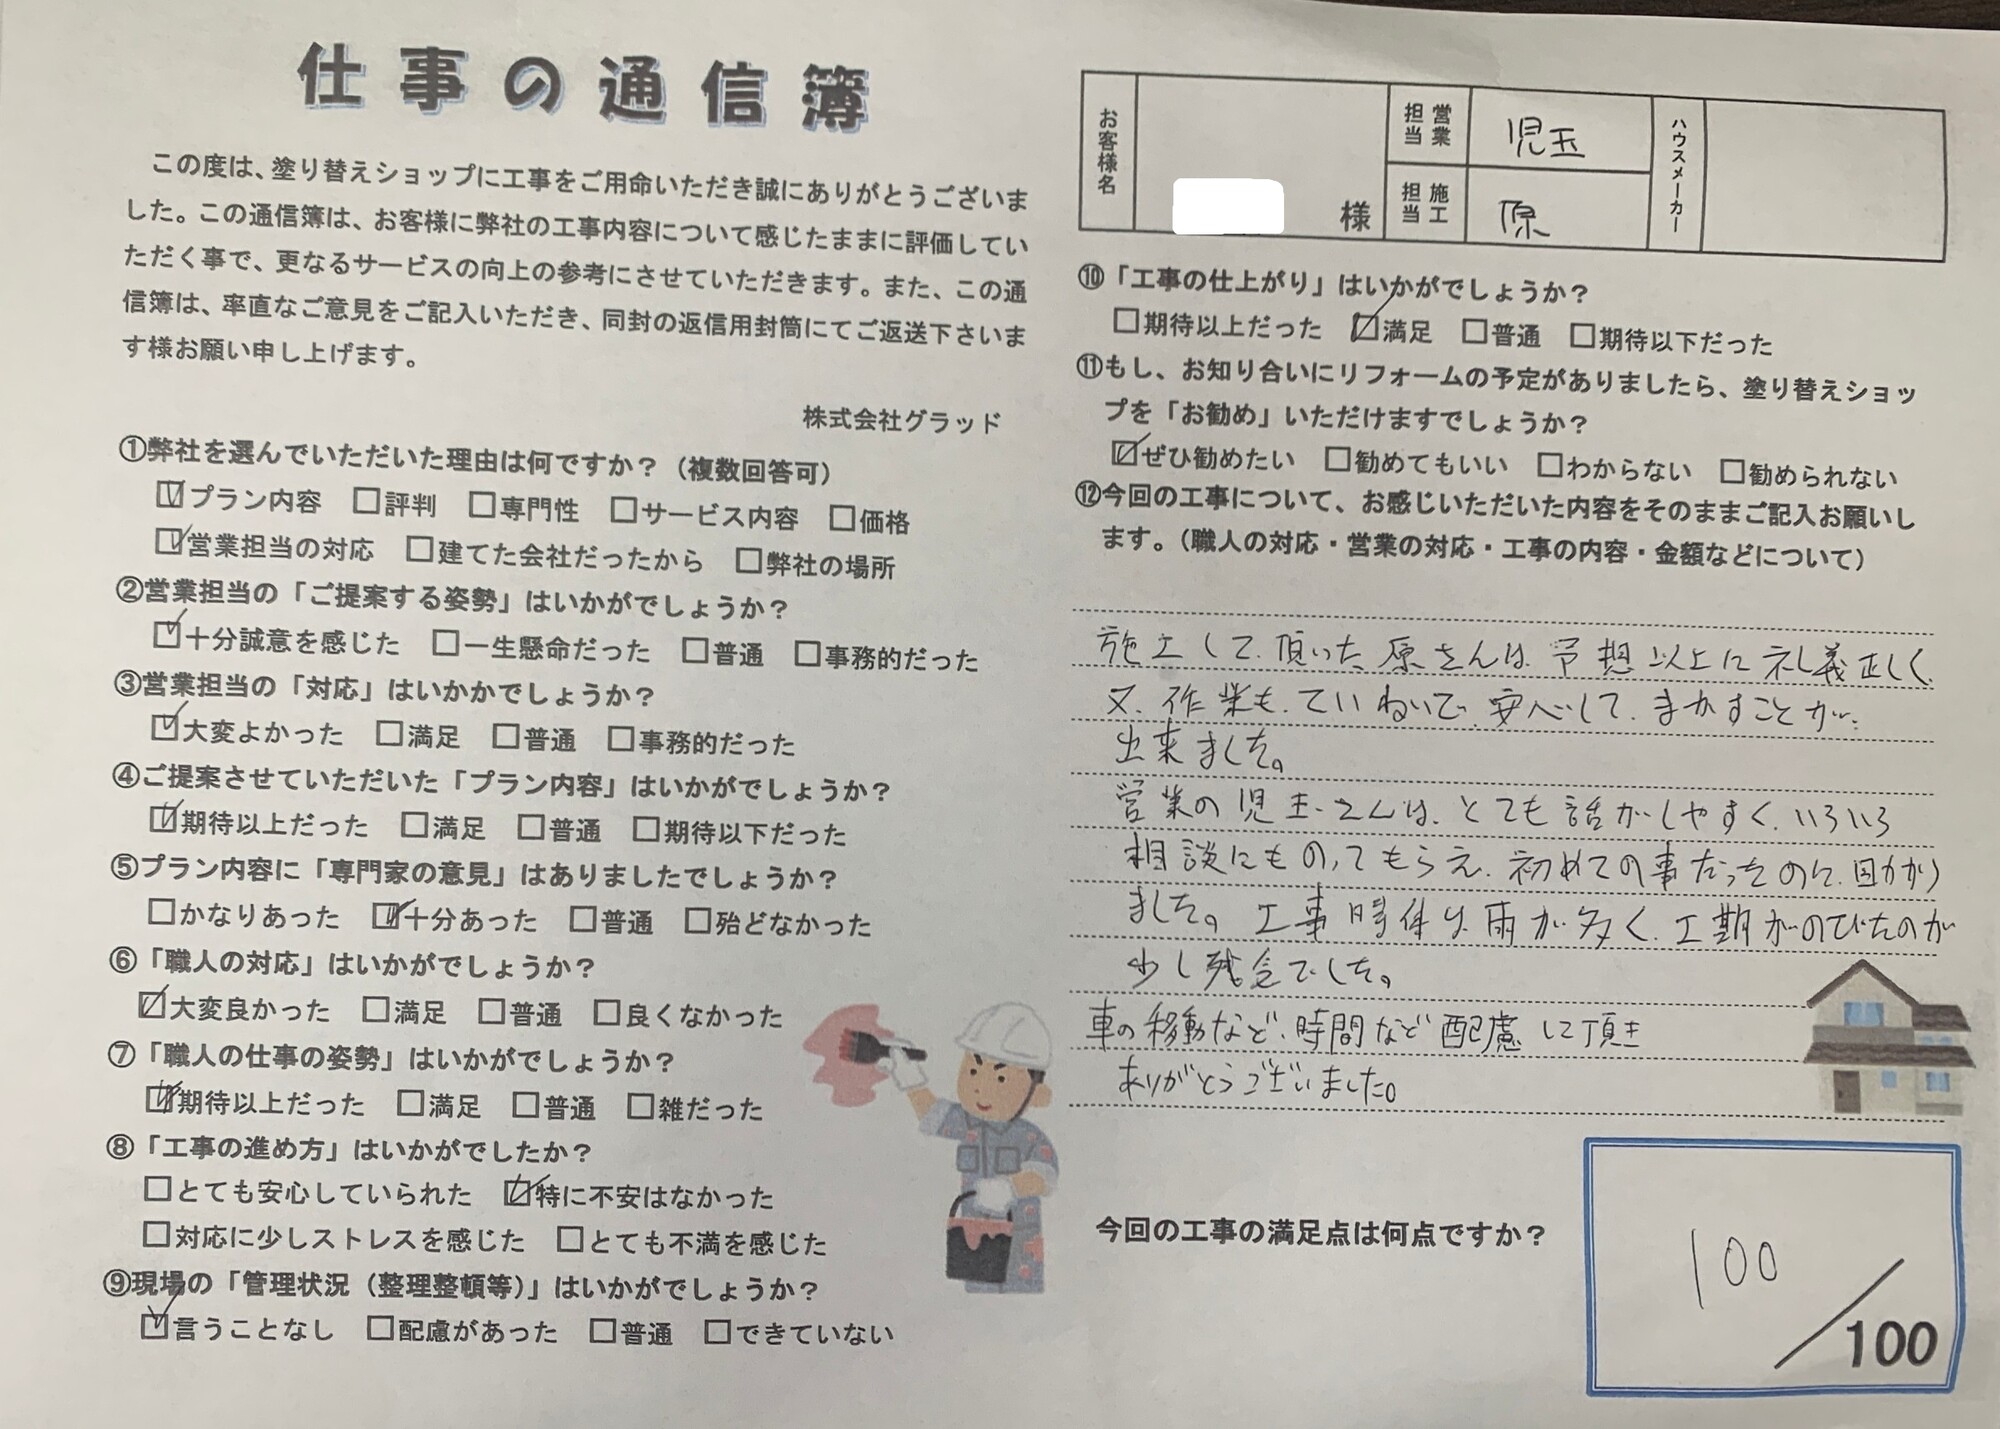 仕事の通信簿
この度は、塗り替えショップに工事をご用命いただき誠にありがとうございま
した。この通信簿は、お客様に弊社の工事内容について感じたままに評価してい
ただく事で、更なるサービスの向上の参考にさせていただきます。また、この通
信簿は、率直なご意見をご記入いただき、同封の返信用封筒にてご返送下さいま
す様お願い申し上げます。
株式会社グラッド
①弊社を選んでいただいた理由は何ですか？（複数回答可）
☑プラン内容 □評判 □専門性 □サービス内容 □価格
☑営業担当の対応 □建てた会社だったから □弊社の場所
②営業担当の「ご提案する姿勢」はいかがでしょうか？
☑十分誠意を感じた □一生懸命だった □普通 □事務的だった
③営業担当の「対応」はいかかでしょうか？
☑大変よかった □満足 □普通 □事務的だった
④ご提案させていただいた「プラン内容」はいかがでしょうか？
☑期待以上だった □満足 □普通 □期待以下だった
⑤プラン内容に「専門家の意見」はありましたでしょうか？
□かなりあった ☑十分あった □普通 □殆どなかった
⑥「職人の対応」はいかがでしょうか？
☑大変良かった □満足 □普通 □良くなかった
⑦「職人の仕事の姿勢」はいかがでしょうか？
☑期待以上だった □満足 □普通 □雑だった
⑧「工事の進め方」はいかがでしたか？
□とても安心していられた ☑特に不安はなかった
□対応に少しストレスを感じた □とても不満を感じた
⑨現場の「管理状況（整理整頓等）」はいかがでしょうか？
☑言うことなし □配慮があった □普通 □できていない
お客様名 様 営業担当 児玉 施工担当 原 ハウスメーカー
⑩「工事の仕上がり」はいかがでしょうか？
□期待以上だった ☑満足 □普通 □期待以下だった
⑪もし、お知り合いにリフォームの予定がありましたら、塗り替えショッ
プを「お勧め」いただけますでしょうか？
☑ぜひ勧めたい □勧めてもいい □わからない □勧められない
⑫今回の工事について、お感じいただいた内容をそのままご記入お願いし
ます。（職人の対応・営業の対応・工事の内容・金額などについて）
施工して頂いた原さんは、予想以上に礼義正しく、
又、作業も、ていねいで、安心して、まかすことが、
出来ました。
営業の児玉さんは、とても話がしやすく、いろいろ
相談にものってもらえ、初めての事だったのに、助かり
ました。工事時体は、雨が多く、工期がのびたのが
少し残念でした。
車の移動など、時間など配慮して頂き
ありがとうございました。
今回の工事の満足点は何点ですか？
100／100